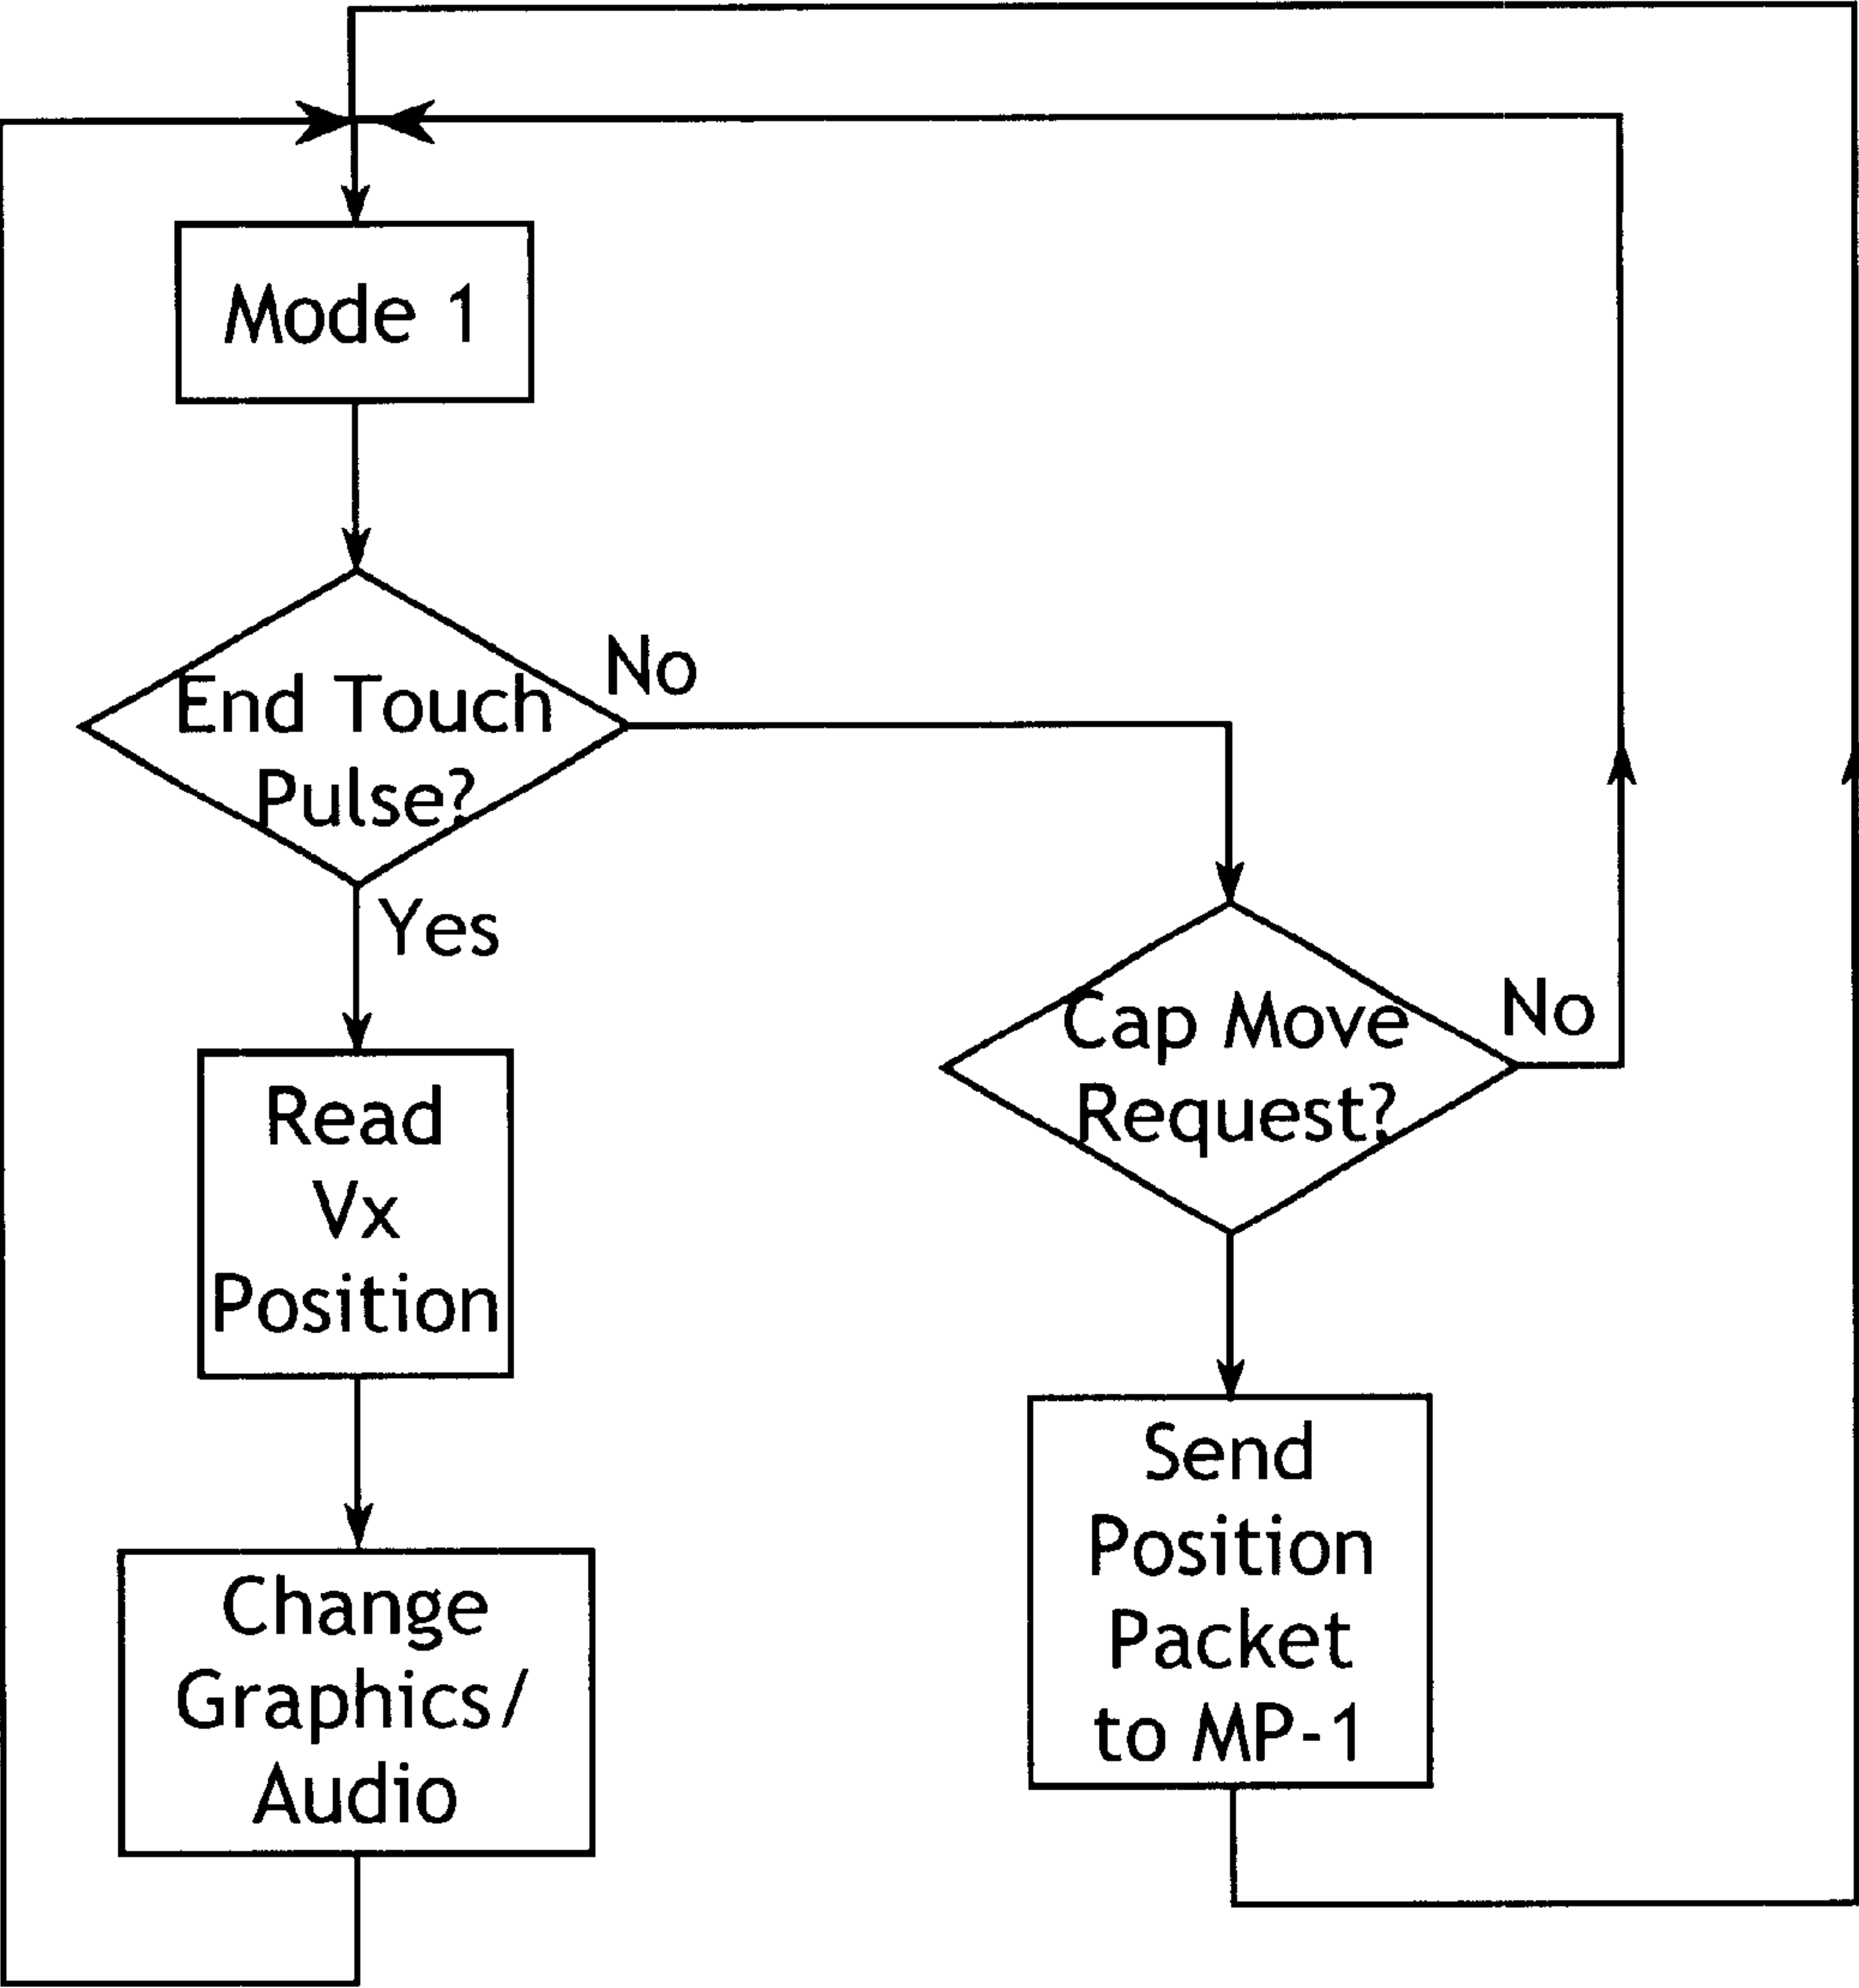 Mode 1
End Touch
Pulse?
No
Yes
Read
Vx
Position
Change
Graphics/
Audio
Cap Move
Request?
No
Send
Position
Packet
to MP-1